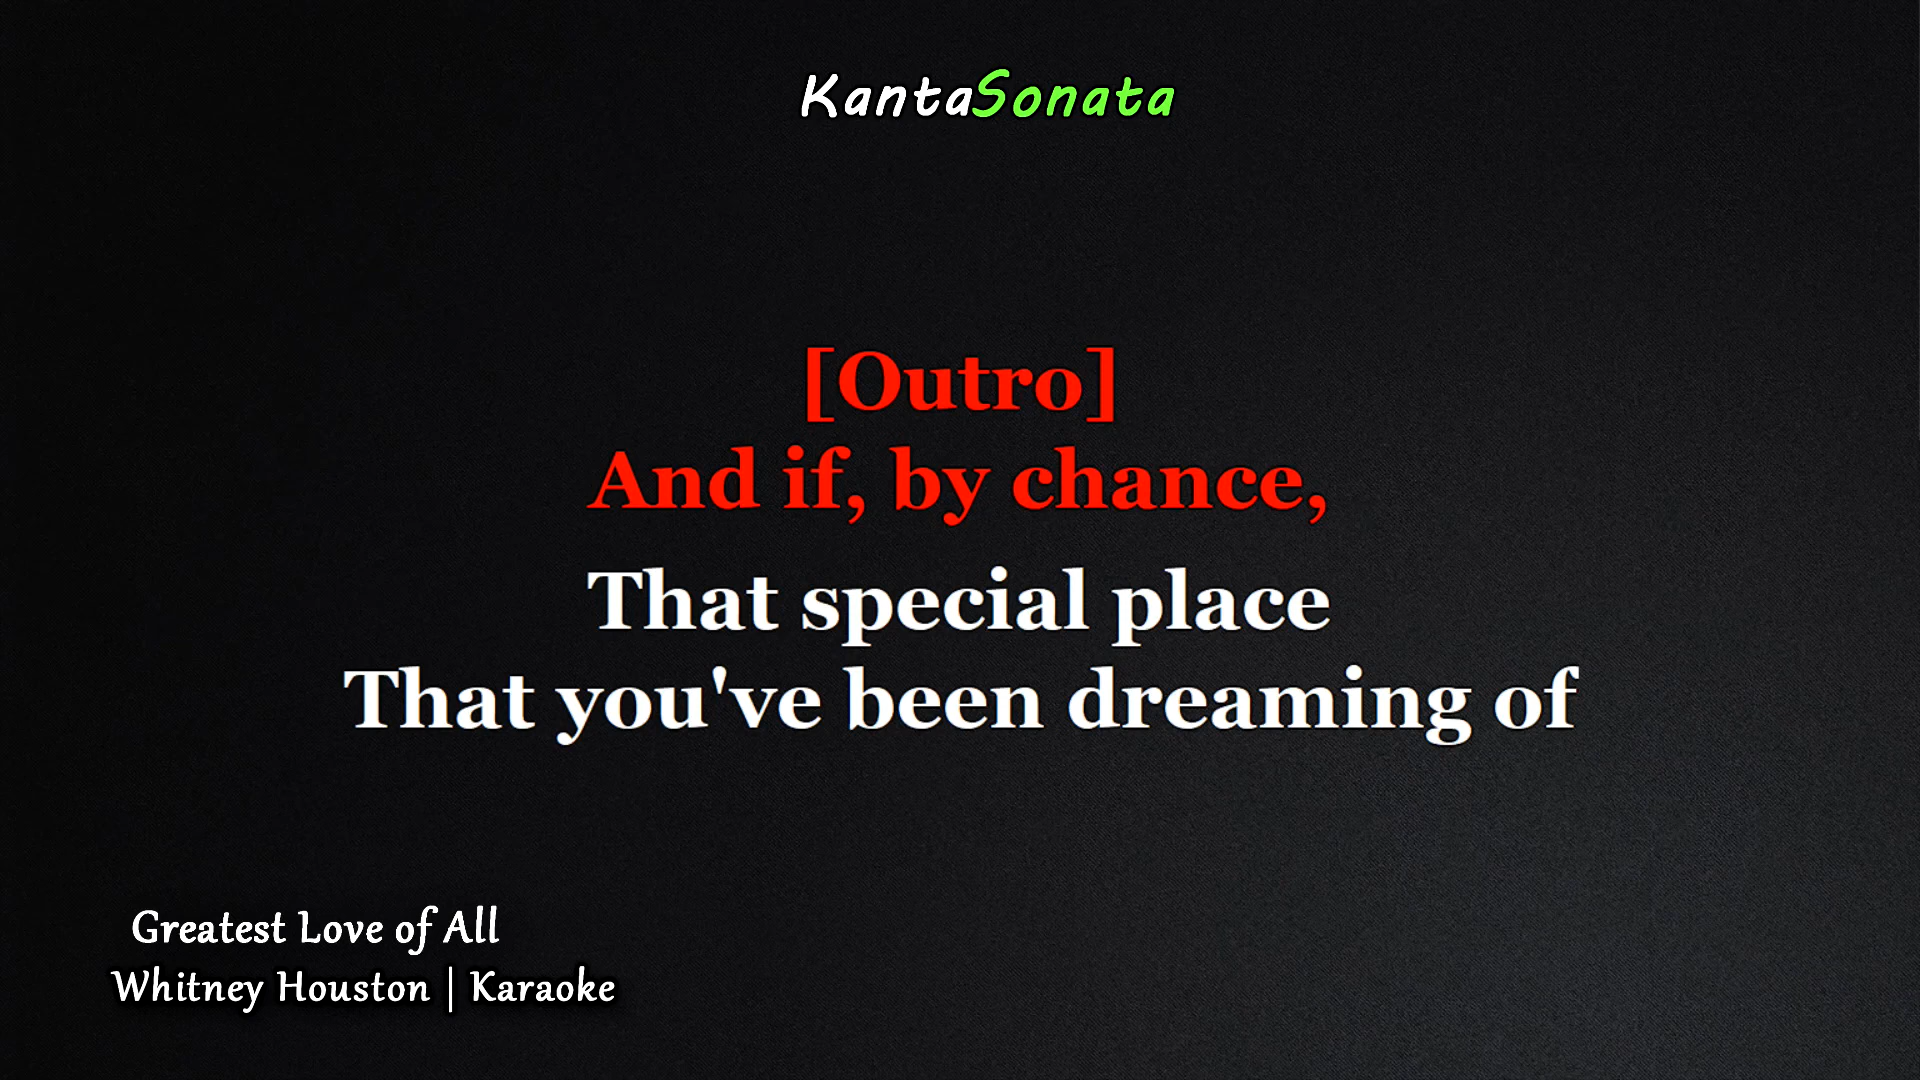 KantaSonata
[Outro]
And if, by chance,
That special place
That you've been dreaming of
Greatest Love of All
Whitney Houston | Karaoke